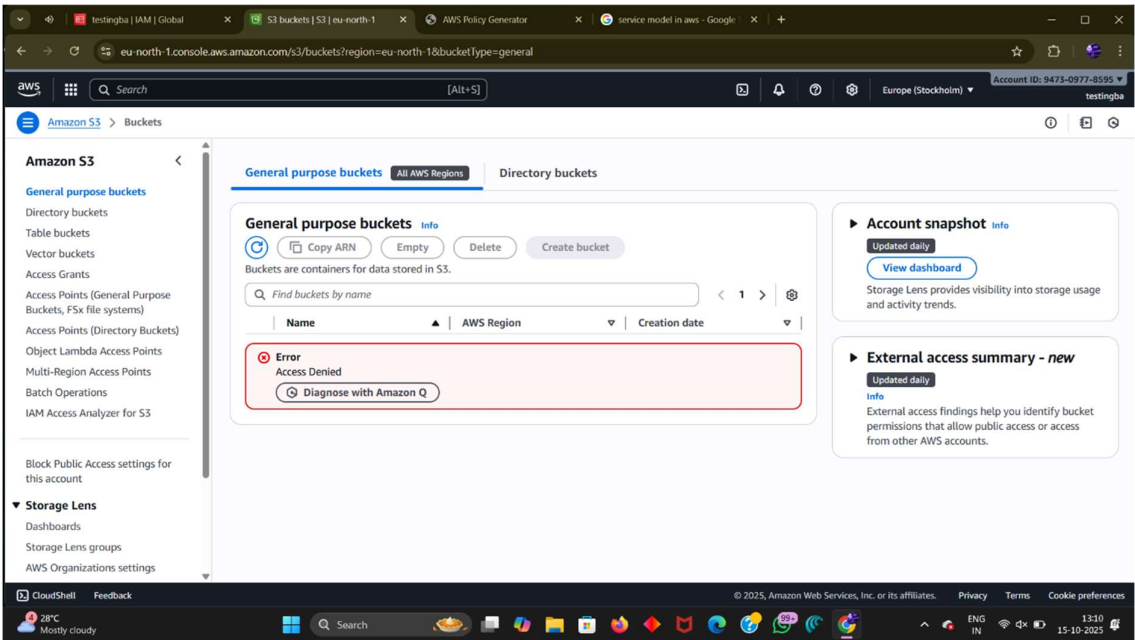 testingba | IAM | Global
S3 buckets | S3 | eu-north-1
AWS Policy Generator
service model in aws - Google S
eu-north-1.console.aws.amazon.com/s3/buckets?region=eu-north-1&bucketType=general
aws
Search
[Alt+S]
Europe (Stockholm)
Account ID: 9473-0977-8595
testingba
Amazon S3
Buckets
Amazon S3
General purpose buckets
Directory buckets
Table buckets
Vector buckets
Access Grants
Access Points (General Purpose
Buckets, FSx file systems)
Access Points (Directory Buckets)
Object Lambda Access Points
Multi-Region Access Points
Batch Operations
IAM Access Analyzer for S3
Block Public Access settings for
this account
Storage Lens
Dashboards
Storage Lens groups
AWS Organizations settings
General purpose buckets
All AWS Regions
Directory buckets
General purpose buckets Info
Copy ARN
Empty
Delete
Create bucket
Buckets are containers for data stored in S3.
Find buckets by name
1
Name
AWS Region
Creation date
Error
Access Denied
Diagnose with Amazon Q
Account snapshot Info
Updated daily
View dashboard
Storage Lens provides visibility into storage usage
and activity trends.
External access summary - new
Updated daily
Info
External access findings help you identify bucket
permissions that allow public access or access
from other AWS accounts.
CloudShell
Feedback
© 2025, Amazon Web Services, Inc. or its affiliates.
Privacy
Terms
Cookie preferences
4
28°C
Mostly cloudy
Search
99+
ENG
IN
13:10
15-10-2025